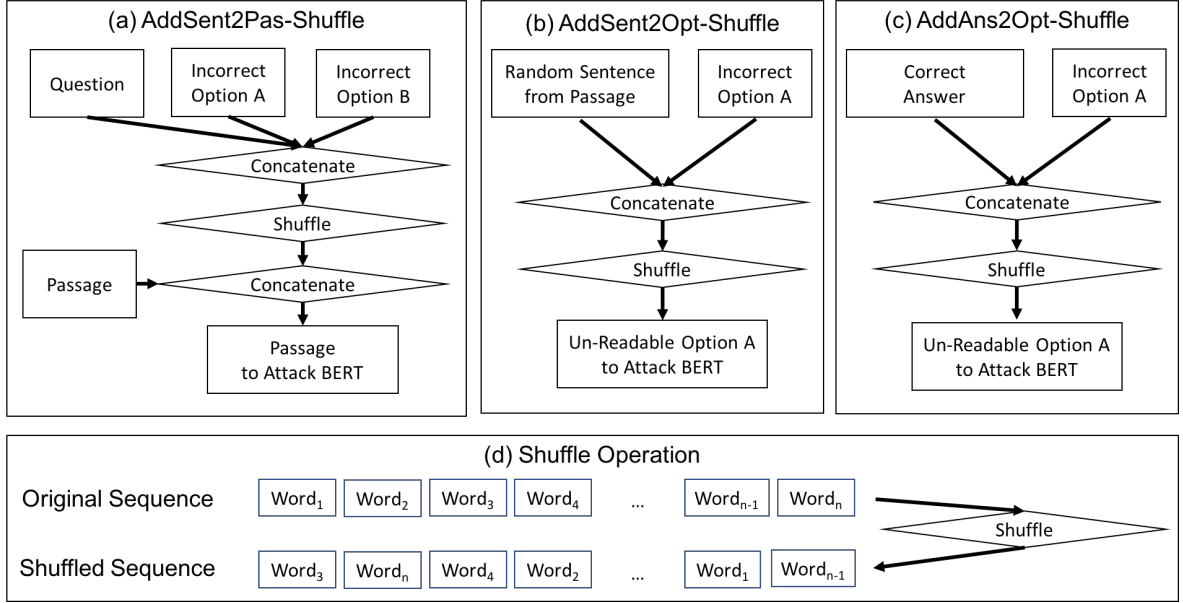 (a) AddSent2Pas-Shuffle
Question
Incorrect
Option A
Incorrect
Option B
Concatenate
Shuffle
Passage
Concatenate
Passage
to Attack BERT
(b) AddSent2Opt-Shuffle
Random Sentence
from Passage
Incorrect
Option A
Concatenate
Shuffle
Un-Readable Option A
to Attack BERT
(c) AddAns2Opt-Shuffle
Correct
Answer
Incorrect
Option A
Concatenate
Shuffle
Un-Readable Option A
to Attack BERT
(d) Shuffle Operation
Original Sequence Word₁ Word₂ Word₃ Word₄ ... Wordₙ₋₁ Wordₙ
Shuffle
Shuffled Sequence Word₃ Wordₙ Word₄ Word₂ ... Word₁ Wordₙ₋₁